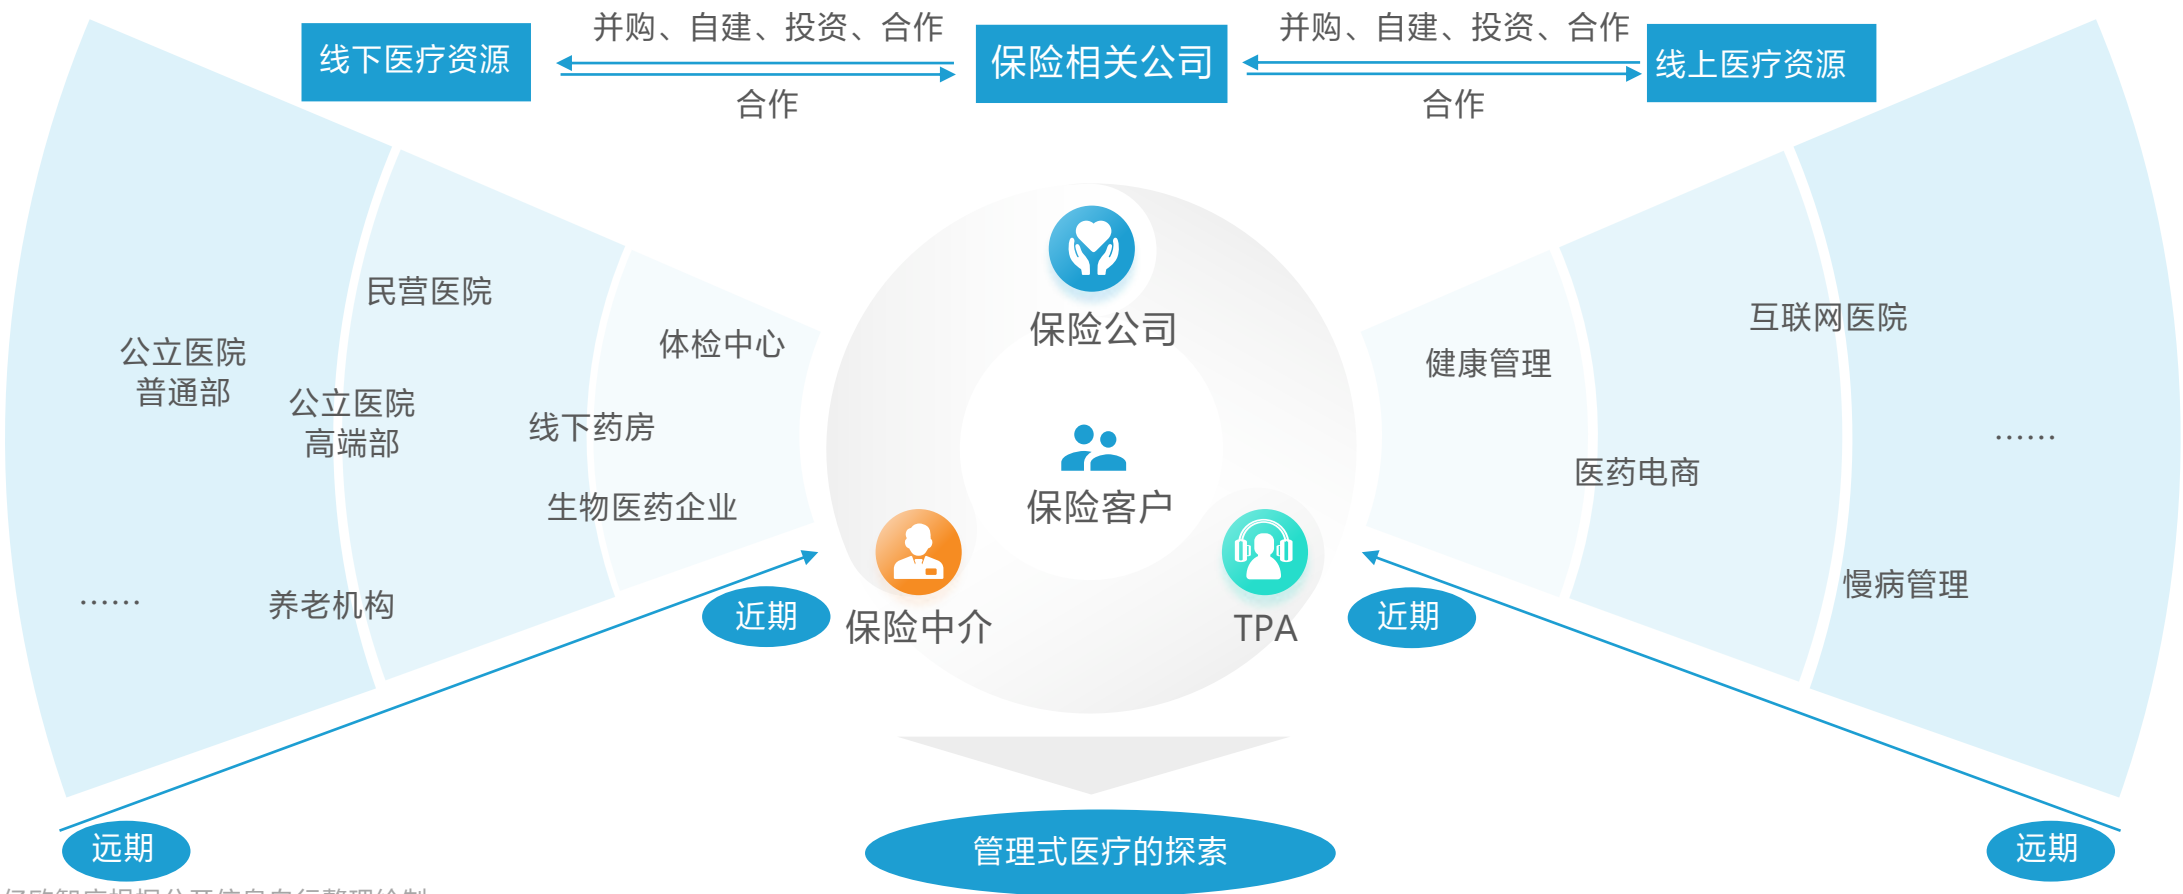 并购、自建、投资、合作
并购、自建、投资、合作
线下医疗资源
保险相关公司
线上医疗资源
合作
合作
民营医院
公立医院
普通部
公立医院
高端部
体检中心
线下药房
生物医药企业
养老机构
……
保险公司
保险客户
保险中介
TPA
健康管理
互联网医院
医药电商
……
慢病管理
近期
近期
远期
远期
管理式医疗的探索